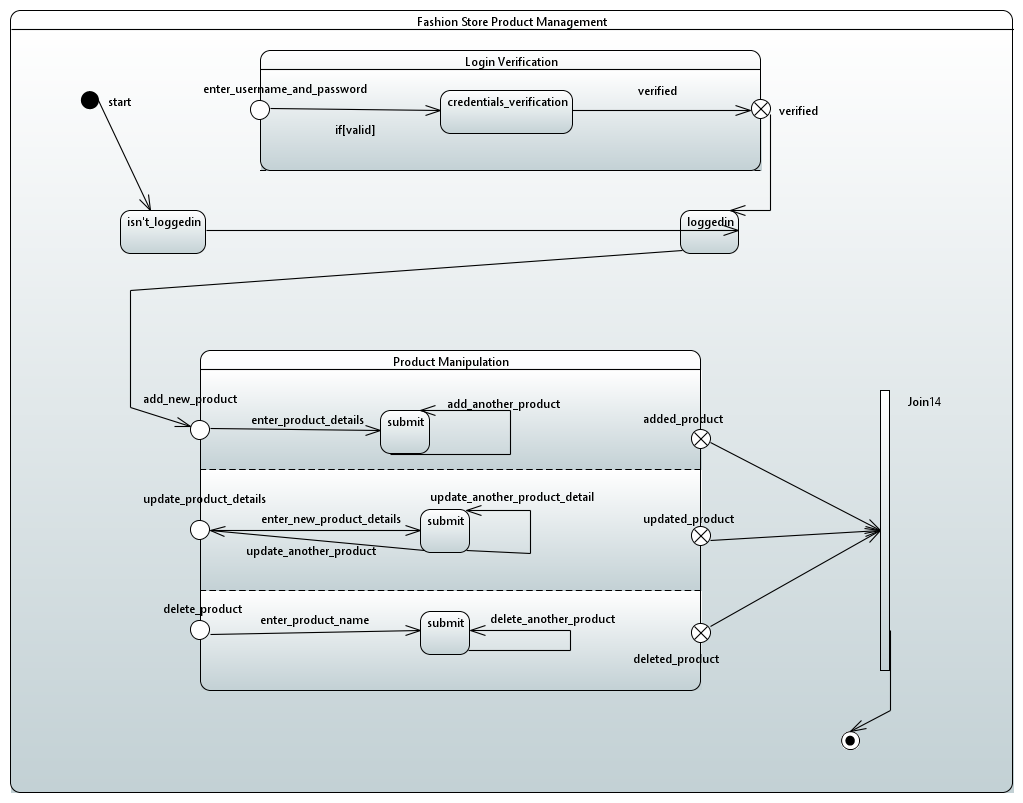 Fashion Store Product Management
Login Verification
enter_username_and_password
start
credentials_verification
verified
verified
if[valid]
isn't_loggedin
loggedin
Product Manipulation
add_new_product
enter_product_details
submit
add_another_product
added_product
Join14
update_product_details
enter_new_product_details
submit
update_another_product_detail
updated_product
update_another_product
delete_product
enter_product_name
submit
delete_another_product
deleted_product